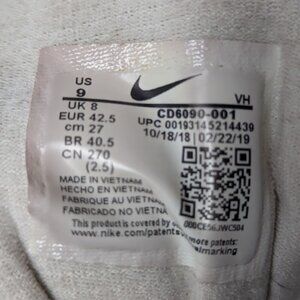 US
9
VH
UK 8
CD6090-001
EUR 42.5
UPC 00193145214439
cm 27
10/18/18 02/22/19
BR 40.5
CN 270
(2.5)
MADE IN VIETNAM
HECHO EN VIETNAM
FABRIQUE AU VIETNAM
FABRICADO NO VIETNAM
This product is covered by
www.nike.com/patents
more patents:
marking